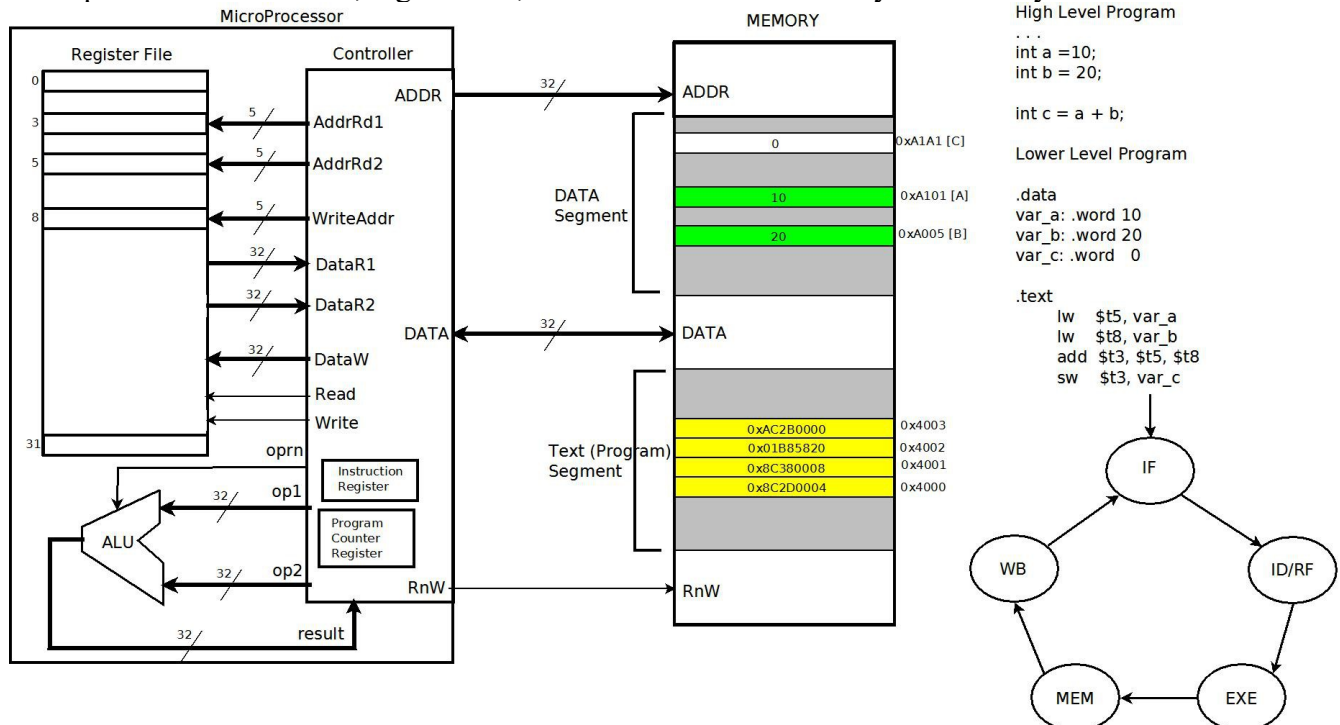 MicroProcessor
Register File
Controller
0
3
5
8
31
ADDR
5
AddrRd1
5
AddrRd2
5
WriteAddr
32
DataR1
32
DataR2
DATA
32
DataW
Read
Write
oprn
Instruction
Register
op1
32
Program
Counter
Register
ALU
op2
32
RnW
result
32
32
32
MEMORY
ADDR
0
0xA1A1 [C]
DATA
Segment
10
0xA101 [A]
20
0xA005 [B]
DATA
Text (Program)
Segment
0xAC2B0000
0x4003
0x01B85820
0x4002
0x8C380008
0x4001
0x8C2D0004
0x4000
RnW
High Level Program
. . .
int a =10;
int b = 20;
int c = a + b;
Lower Level Program
.data
var_a: .word 10
var_b: .word 20
var_c: .word 0
.text
lw $t5, var_a
lw $t8, var_b
add $t3, $t5, $t8
sw $t3, var_c
IF
ID/RF
EXE
MEM
WB